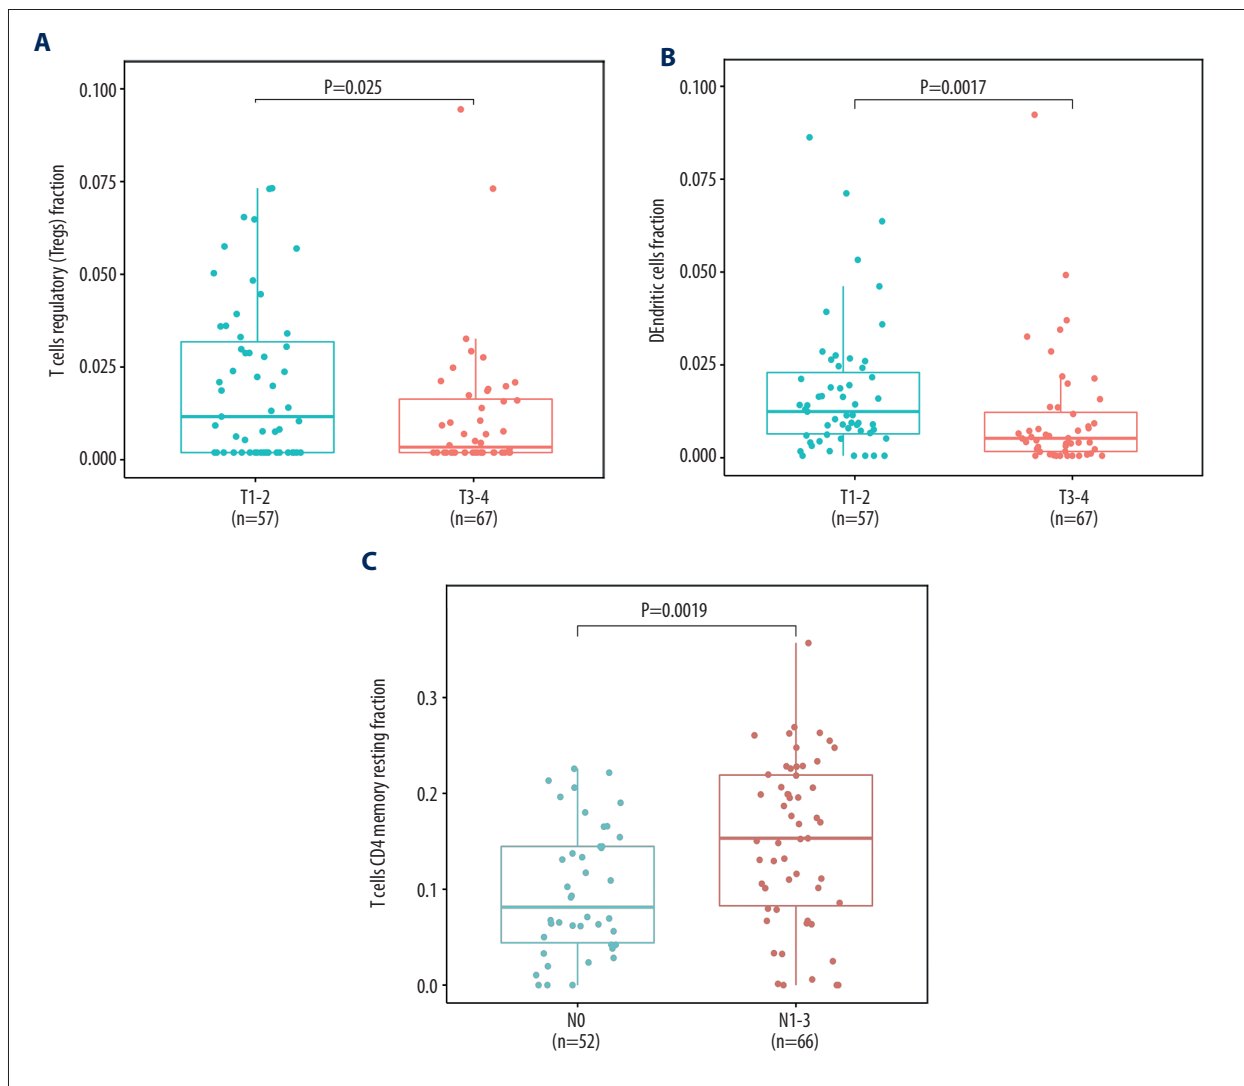 A
P=0.025
0.100
0.075
0.050
0.025
0.000
T cells regulatory (Tregs) fraction
T1-2
(n=57)
T3-4
(n=67)
B
P=0.0017
0.100
0.075
0.050
0.025
0.000
DEndritic cells fraction
T1-2
(n=57)
T3-4
(n=67)
C
P=0.0019
0.3
0.2
0.1
0.0
T cells CD4 memory resting fraction
N0
(n=52)
N1-3
(n=66)